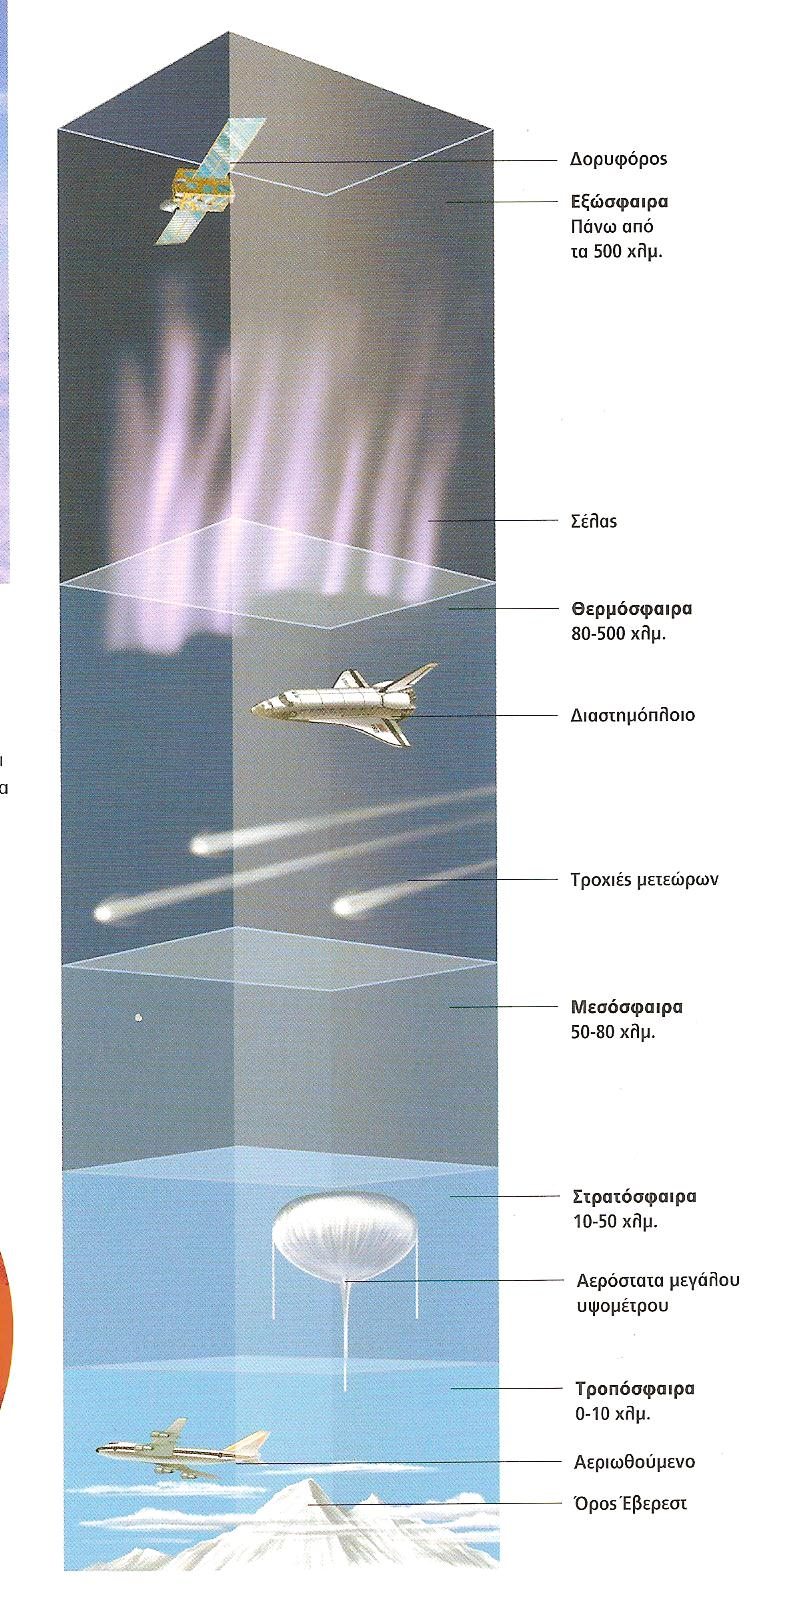 Δορυφόρος
Εξώσφαιρα
Πάνω από
τα 500 χλμ.
Σέλας
Θερμόσφαιρα
80-500 χλμ.
Διαστημόπλοιο
Τροχιές μετεώρων
Μεσόσφαιρα
50-80 χλμ.
Στρατόσφαιρα
10-50 χλμ.
Αερόστατα μεγάλου
υψομέτρου
Τροπόσφαιρα
0-10 χλμ.
Αεριωθούμενο
Όρος Έβερεστ